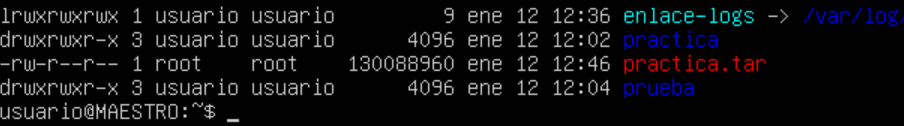 lrwxrwxrwx 1 usuario usuario 9 ene 12 12:36 enlace-logs -> /var/log/
drwxrwxr-x 3 usuario usuario 4096 ene 12 12:02 practica
-rw-r--r-- 1 root root 130088960 ene 12 12:46 practica.tar
drwxrwxr-x 3 usuario usuario 4096 ene 12 12:04 prueba
usuario@MAESTRO:~$ _